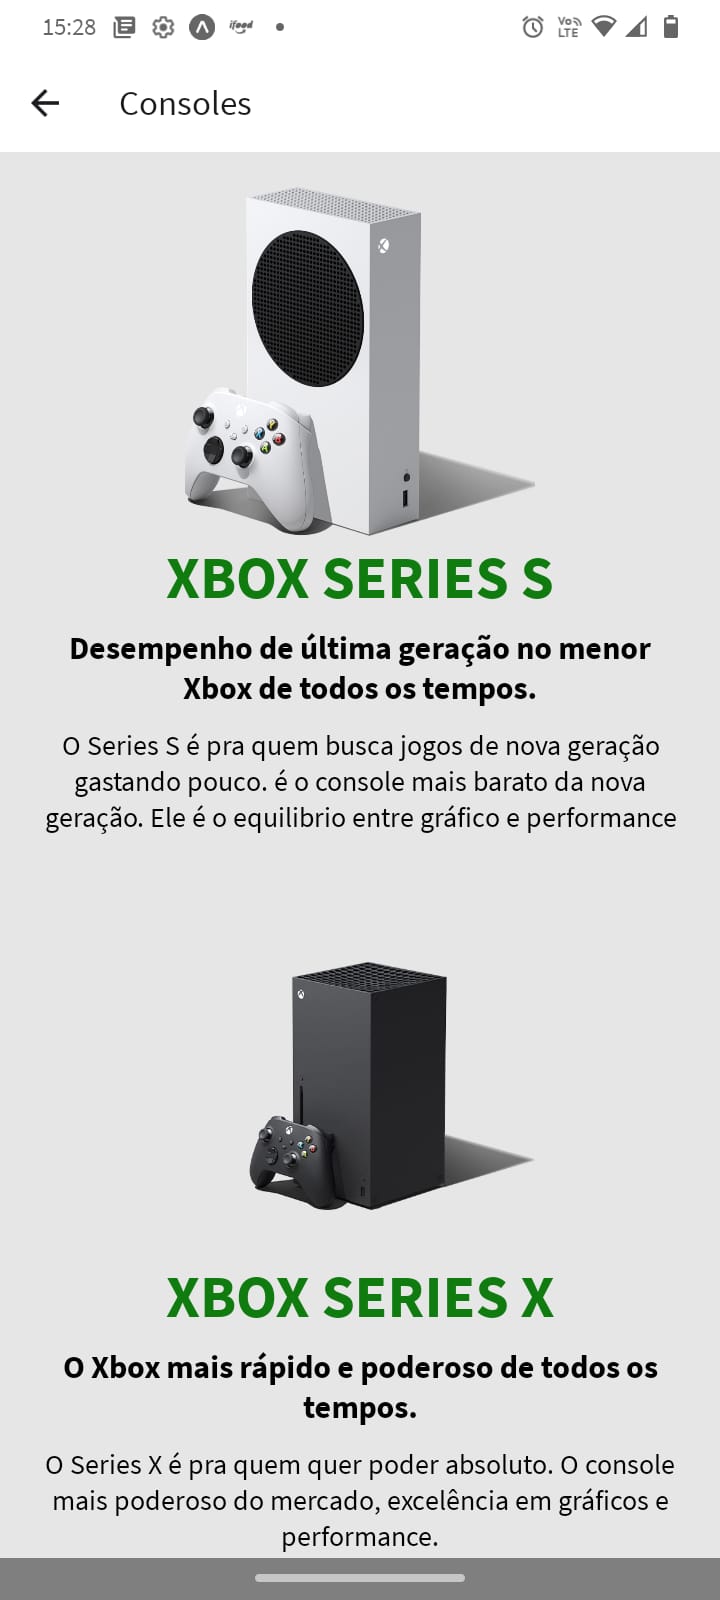 15:28
ifood
Vo))
LTE
Consoles
XBOX SERIES S
Desempenho de última geração no menor
Xbox de todos os tempos.
O Series S é pra quem busca jogos de nova geração
gastando pouco. é o console mais barato da nova
geração. Ele é o equilibrio entre gráfico e performance
XBOX SERIES X
O Xbox mais rápido e poderoso de todos os
tempos.
O Series X é pra quem quer poder absoluto. O console
mais poderoso do mercado, excelência em gráficos e
performance.